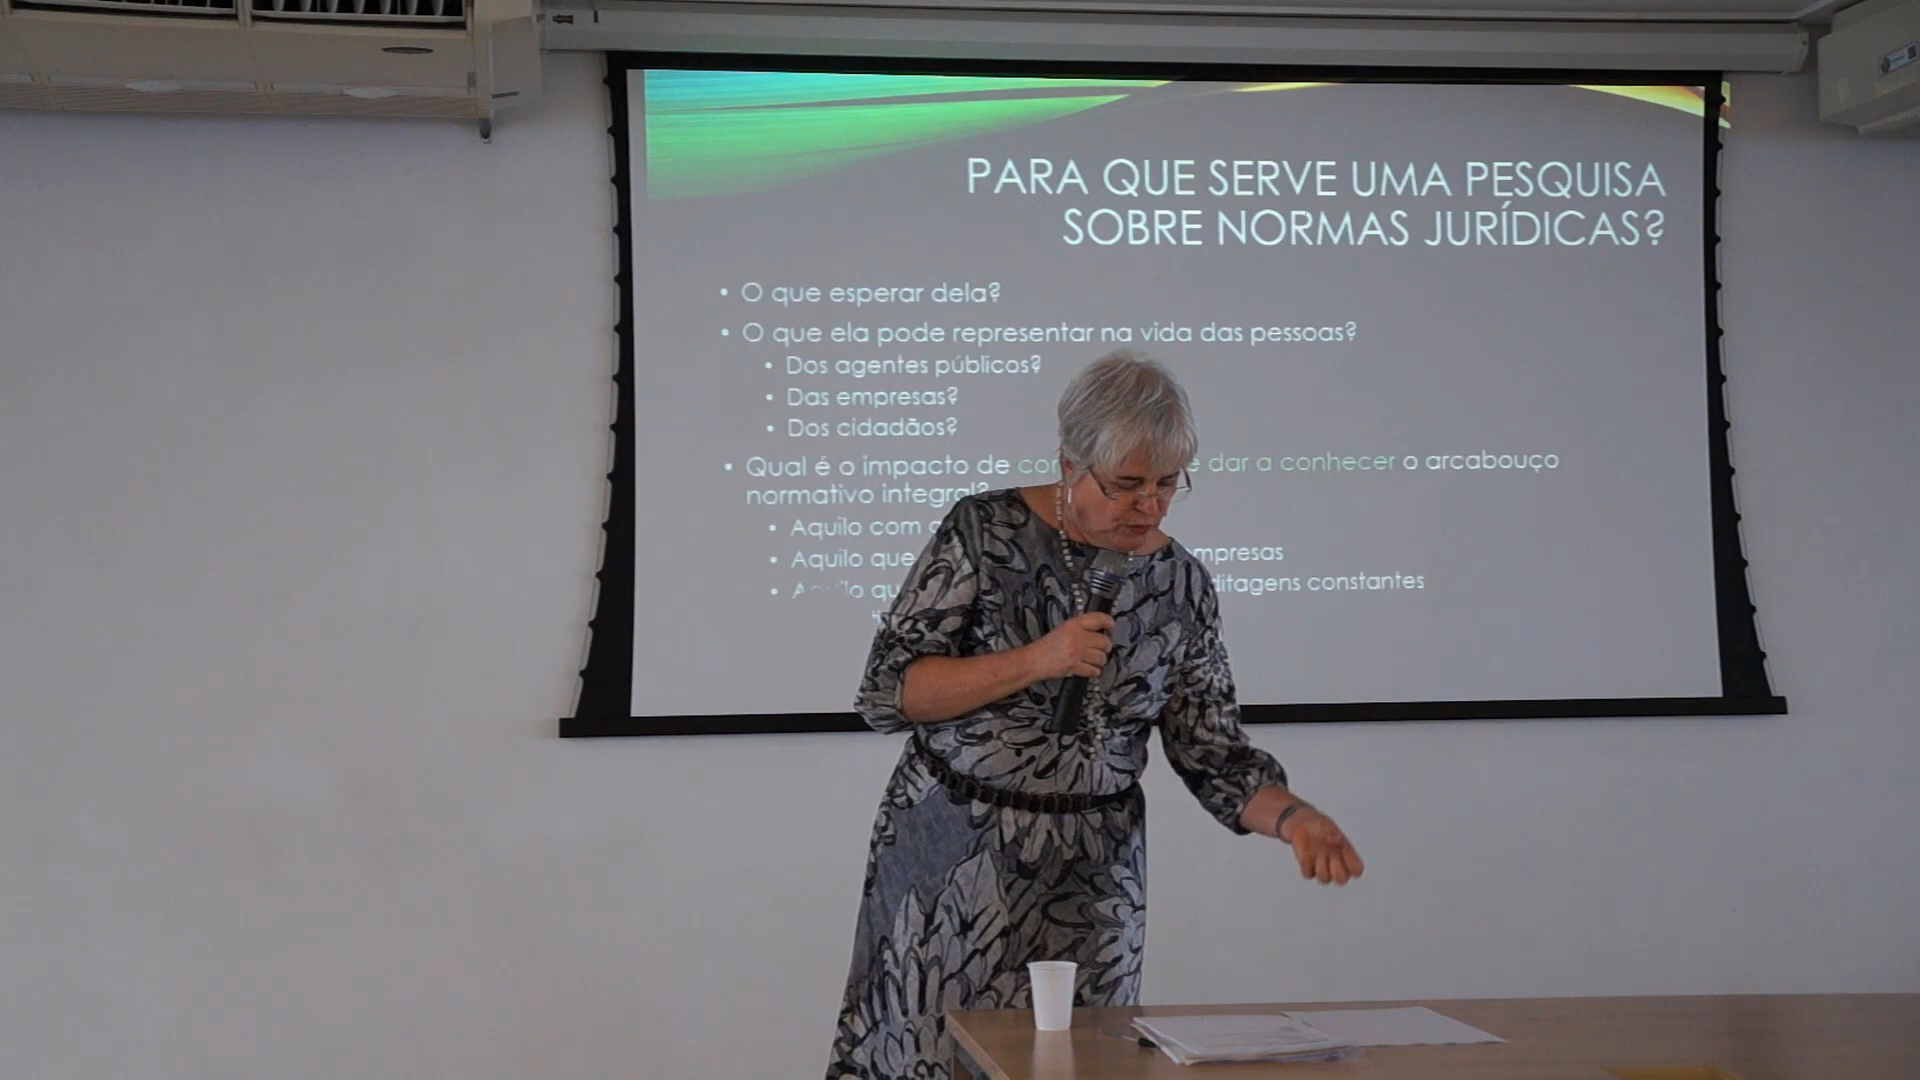 PARA QUE SERVE UMA PESQUISA
SOBRE NORMAS JURÍDICAS?
• O que esperar dela?
• O que ela pode representar na vida das pessoas?
• Dos agentes públicos?
• Das empresas?
• Dos cidadãos?
• Qual é o impacto de dar a conhecer o arcabouço
normativo integral?
• Aquilo com
• Aquilo que
• Aquilo constantes